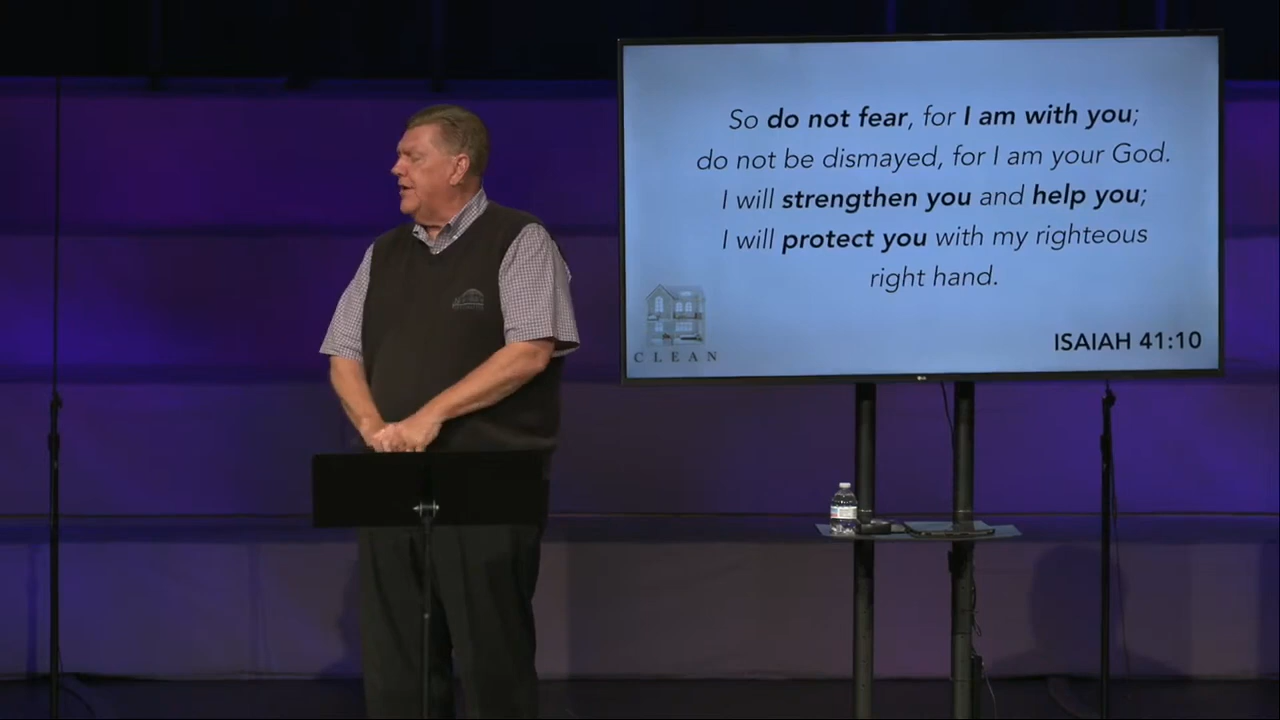 So do not fear, for I am with you;
do not be dismayed, for I am your God.
I will strengthen you and help you;
I will protect you with my righteous
right hand.
ISAIAH 41:10
CLEAN
LG